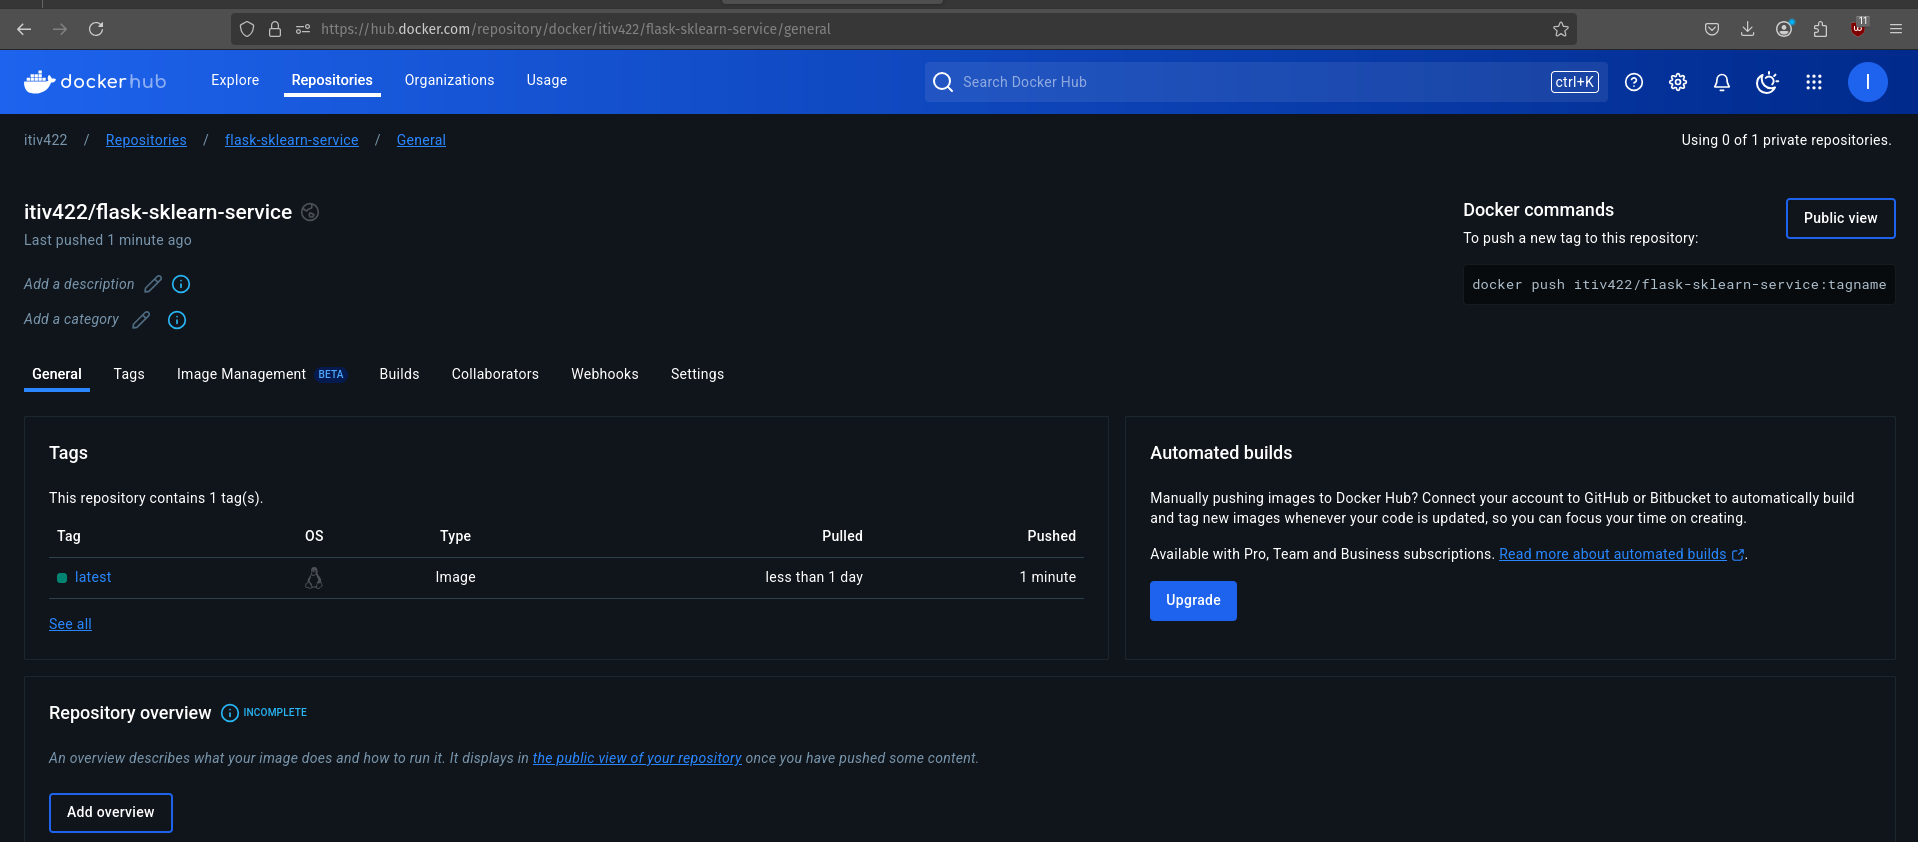 https://hub.docker.com/repository/docker/itiv422/flask-sklearn-service/general
11
dockerhub
Explore
Repositories
Organizations
Usage
Search Docker Hub
ctrl+K
I
itiv422 / Repositories / flask-sklearn-service / General
Using 0 of 1 private repositories.
itiv422/flask-sklearn-service
Last pushed 1 minute ago
Add a description
Add a category
Docker commands
Public view
To push a new tag to this repository:
docker push itiv422/flask-sklearn-service:tagname
General
Tags
Image Management BETA
Builds
Collaborators
Webhooks
Settings
Tags
This repository contains 1 tag(s).
Tag OS Type Pulled Pushed
latest Image less than 1 day 1 minute
See all
Automated builds
Manually pushing images to Docker Hub? Connect your account to GitHub or Bitbucket to automatically build
and tag new images whenever your code is updated, so you can focus your time on creating.
Available with Pro, Team and Business subscriptions. Read more about automated builds.
Upgrade
Repository overview INCOMPLETE
An overview describes what your image does and how to run it. It displays in the public view of your repository once you have pushed some content.
Add overview